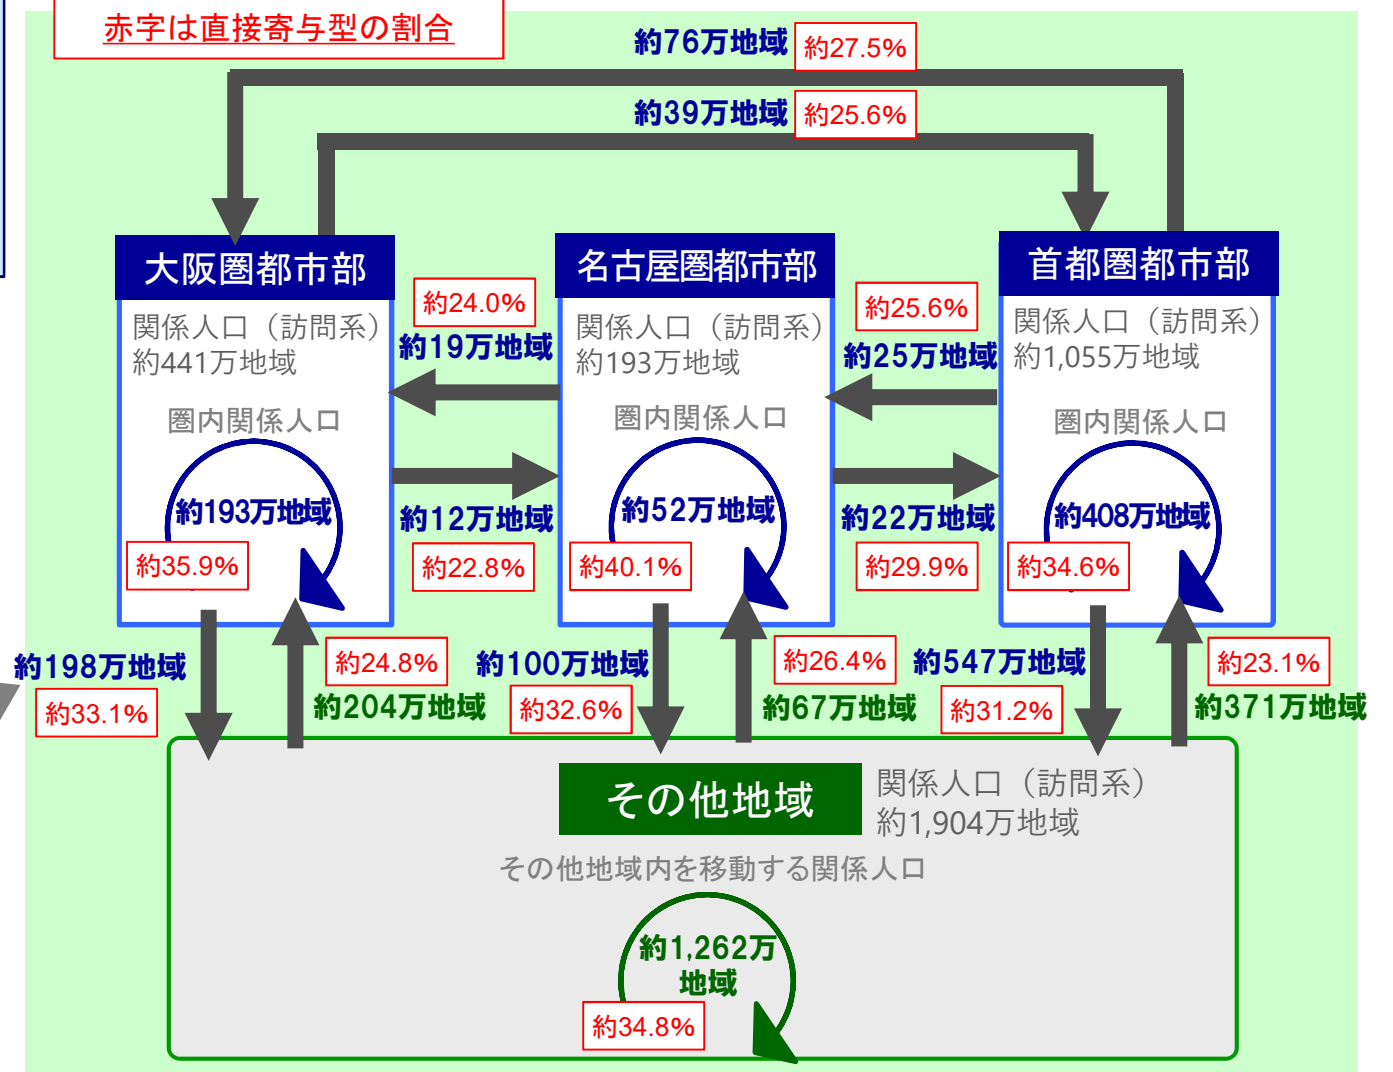 赤字は直接寄与型の割合
約76万地域
約27.5%
約39万地域
約25.6%
大阪圏都市部
関係人口（訪問系）
約441万地域
圏内関係人口
約193万地域
約35.9%
約24.0%
約19万地域
約12万地域
約22.8%
名古屋圏都市部
関係人口（訪問系）
約193万地域
圏内関係人口
約52万地域
約40.1%
約25.6%
約25万地域
約22万地域
約29.9%
首都圏都市部
関係人口（訪問系）
約1,055万地域
圏内関係人口
約408万地域
約34.6%
約198万地域
約33.1%
約24.8%
約204万地域
約100万地域
約32.6%
約26.4%
約67万地域
約547万地域
約31.2%
約23.1%
約371万地域
その他地域
関係人口（訪問系）
約1,904万地域
その他地域内を移動する関係人口
約1,262万
地域
約34.8%